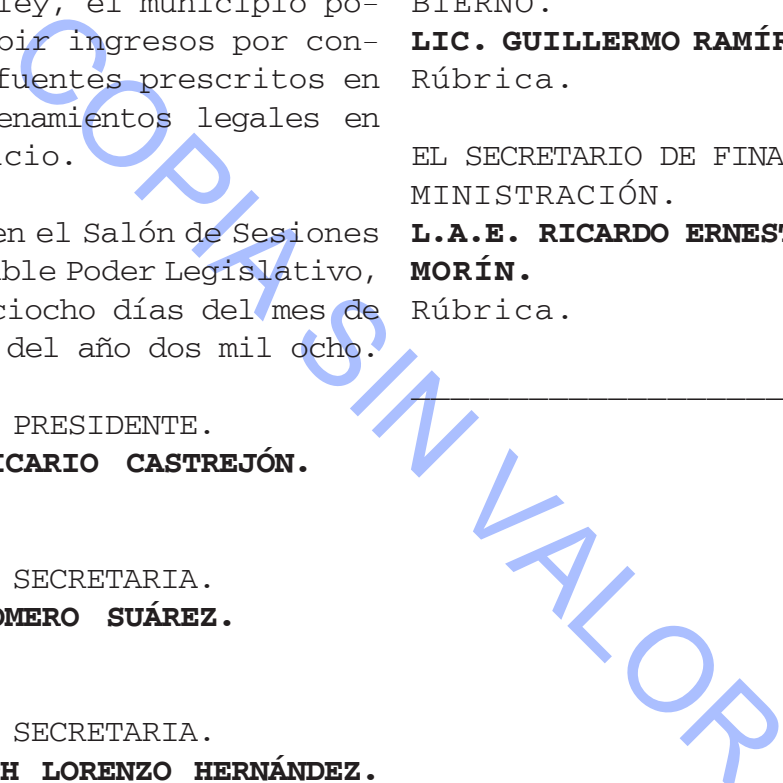 ley, el municipio po-
bir ingresos por con-
fuentes prescritos en
enamientos legales en
cio.
en el Salón de Sesiones
ble Poder Legislativo,
ciocho días del mes de
del año dos mil ocho.
PRESIDENTE.
ICARIO CASTREJÓN.
SECRETARIA.
OMERO SUÁREZ.
SECRETARIA.
H LORENZO HERNÁNDEZ.
BIERNO.
LIC. GUILLERMO RAMÍR
Rúbrica.
EL SECRETARIO DE FINA
MINISTRACIÓN.
L.A.E. RICARDO ERNEST
MORÍN.
Rúbrica.
COPIA SIN VALOR